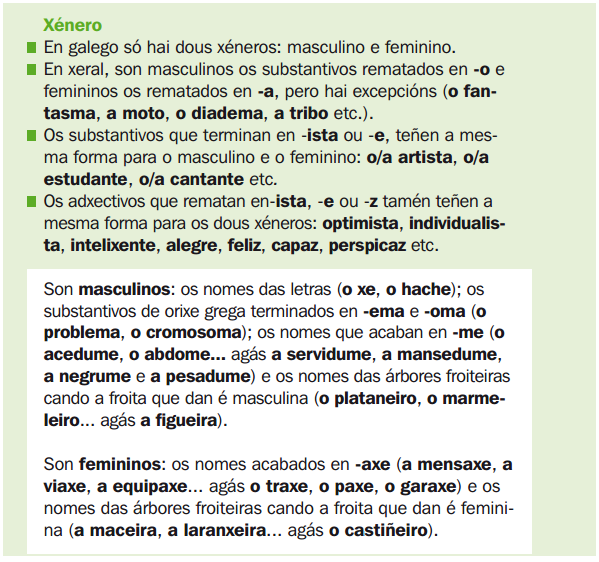 Xénero
En galego só hai dous xéneros: masculino e feminino.
En xeral, son masculinos os substantivos rematados en -o e
femininos os rematados en -a, pero hai excepcións (o fan-
tasma, a moto, o diadema, a tribo etc.).
Os substantivos que terminan en -ista ou -e, teñen a mes-
ma forma para o masculino e o feminino: o/a artista, o/a
estudante, o/a cantante etc.
Os adxectivos que rematan en-ista, -e ou -z tamén teñen a
mesma forma para os dous xéneros: optimista, individualis-
ta, intelixente, alegre, feliz, capaz, perspicaz etc.
Son masculinos: os nomes das letras (o xe, o hache); os
substantivos de orixe grega terminados en -ema e -oma (o
problema, o cromosoma); os nomes que acaban en -me (o
acedume, o abdome... agás a servidume, a mansedume,
a negrume e a pesadume) e os nomes das árbores froiteiras
cando a froita que dan é masculina (o plataneiro, o marme-
leiro... agás a figueira).
Son femininos: os nomes acabados en -axe (a mensaxe, a
viaxe, a equipaxe... agás o traxe, o paxe, o garaxe) e os
nomes das árbores froiteiras cando a froita que dan é femini-
na (a maceira, a laranxeira... agás o castiñeiro).